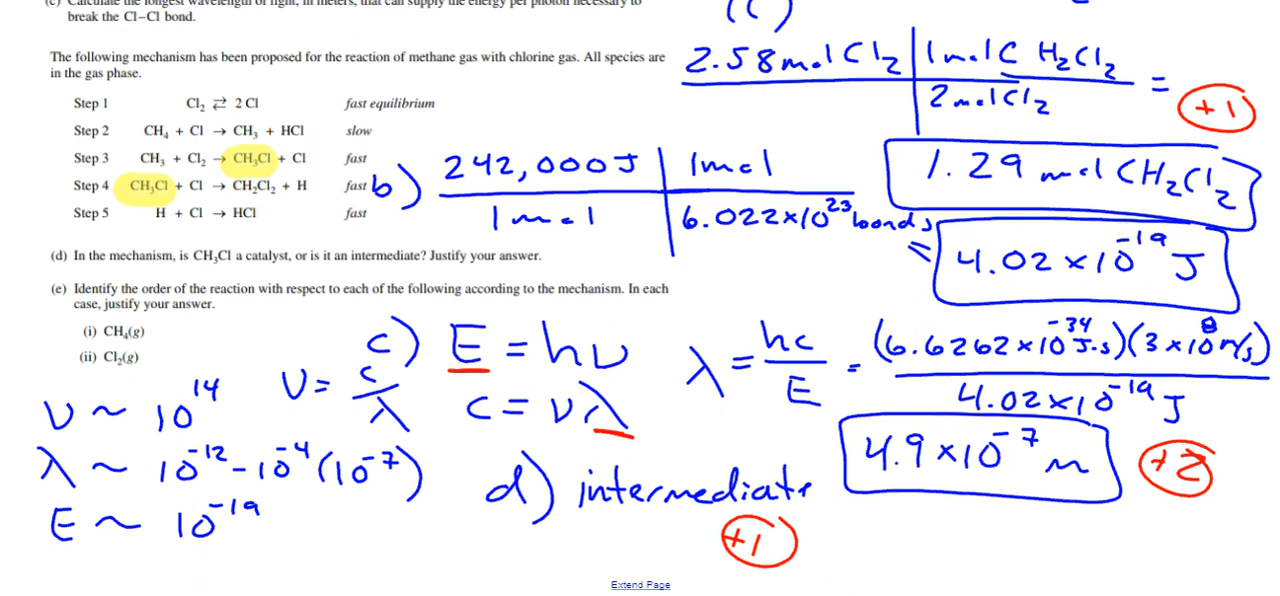 (c) Calculate the longest wavelength of light, in meters, that can supply the energy per photon necessary to
break the Cl–Cl bond.
The following mechanism has been proposed for the reaction of methane gas with chlorine gas. All species are
in the gas phase.
Step 1 Cl₂ ⇄ 2 Cl fast equilibrium
Step 2 CH₄ + Cl → CH₃ + HCl slow
Step 3 CH₃ + Cl₂ → CH₃Cl + Cl fast
Step 4 CH₃Cl + Cl → CH₂Cl₂ + H fast
Step 5 H + Cl → HCl fast
(d) In the mechanism, is CH₃Cl a catalyst, or is it an intermediate? Justify your answer.
(e) Identify the order of the reaction with respect to each of the following according to the mechanism. In each
case, justify your answer.
(i) CH₄(g)
(ii) Cl₂(g)
2.58 mol Cl₂ | 1 mol CH₂Cl₂
2 mol Cl₂ =
+1
1.29 mol CH₂Cl₂
b) 242,000J | 1 mol
1 mol | 6.022×10²³ bonds
= 4.02 ×10⁻¹⁹ J
c) E = hν
ν = c/λ
c = νλ
λ = hc/E = (6.6262×10⁻³⁴ J·s)(3×10⁸ m/s)
4.02×10⁻¹⁹ J
4.9×10⁻⁷ m
+2
ν ~ 10¹⁴
λ ~ 10⁻¹² - 10⁻⁴ (10⁻⁷)
E ~ 10⁻¹⁹
d) intermediate
+1
Extend Page